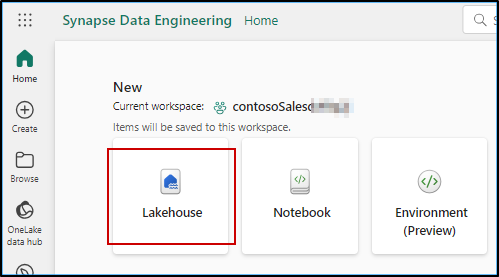 Synapse Data Engineering Home
Home
New
Current workspace: contosoSales
Items will be saved to this workspace.
Create
Browse
OneLake
data hub
Lakehouse
Notebook
Environment
(Preview)